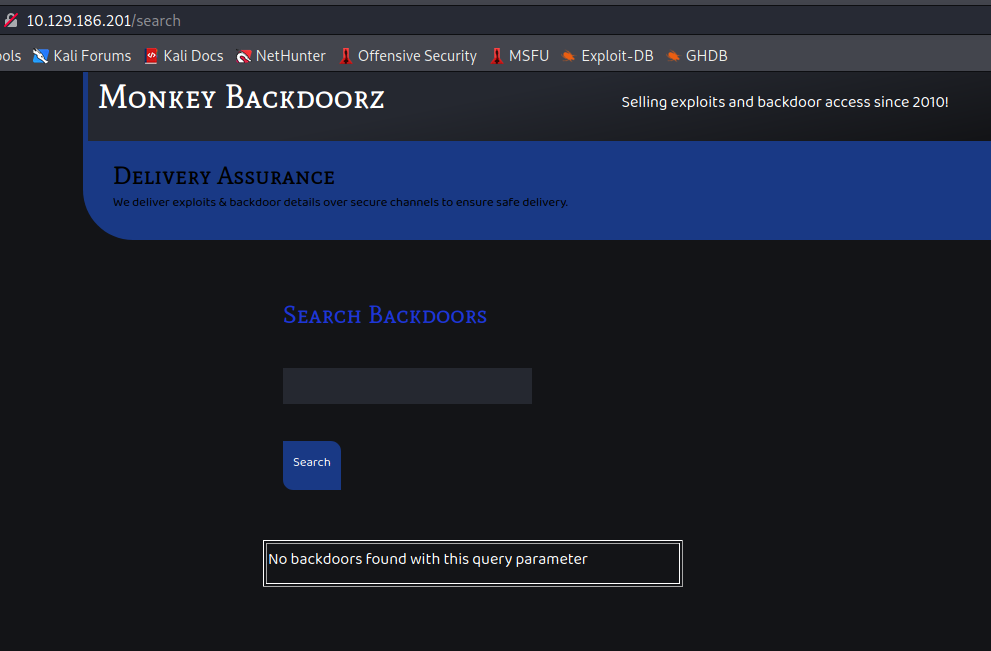 10.129.186.201/search
ools Kali Forums Kali Docs NetHunter Offensive Security MSFU Exploit-DB GHDB
Monkey Backdoorz
Selling exploits and backdoor access since 2010!
Delivery Assurance
We deliver exploits & backdoor details over secure channels to ensure safe delivery.
Search Backdoors
Search
No backdoors found with this query parameter